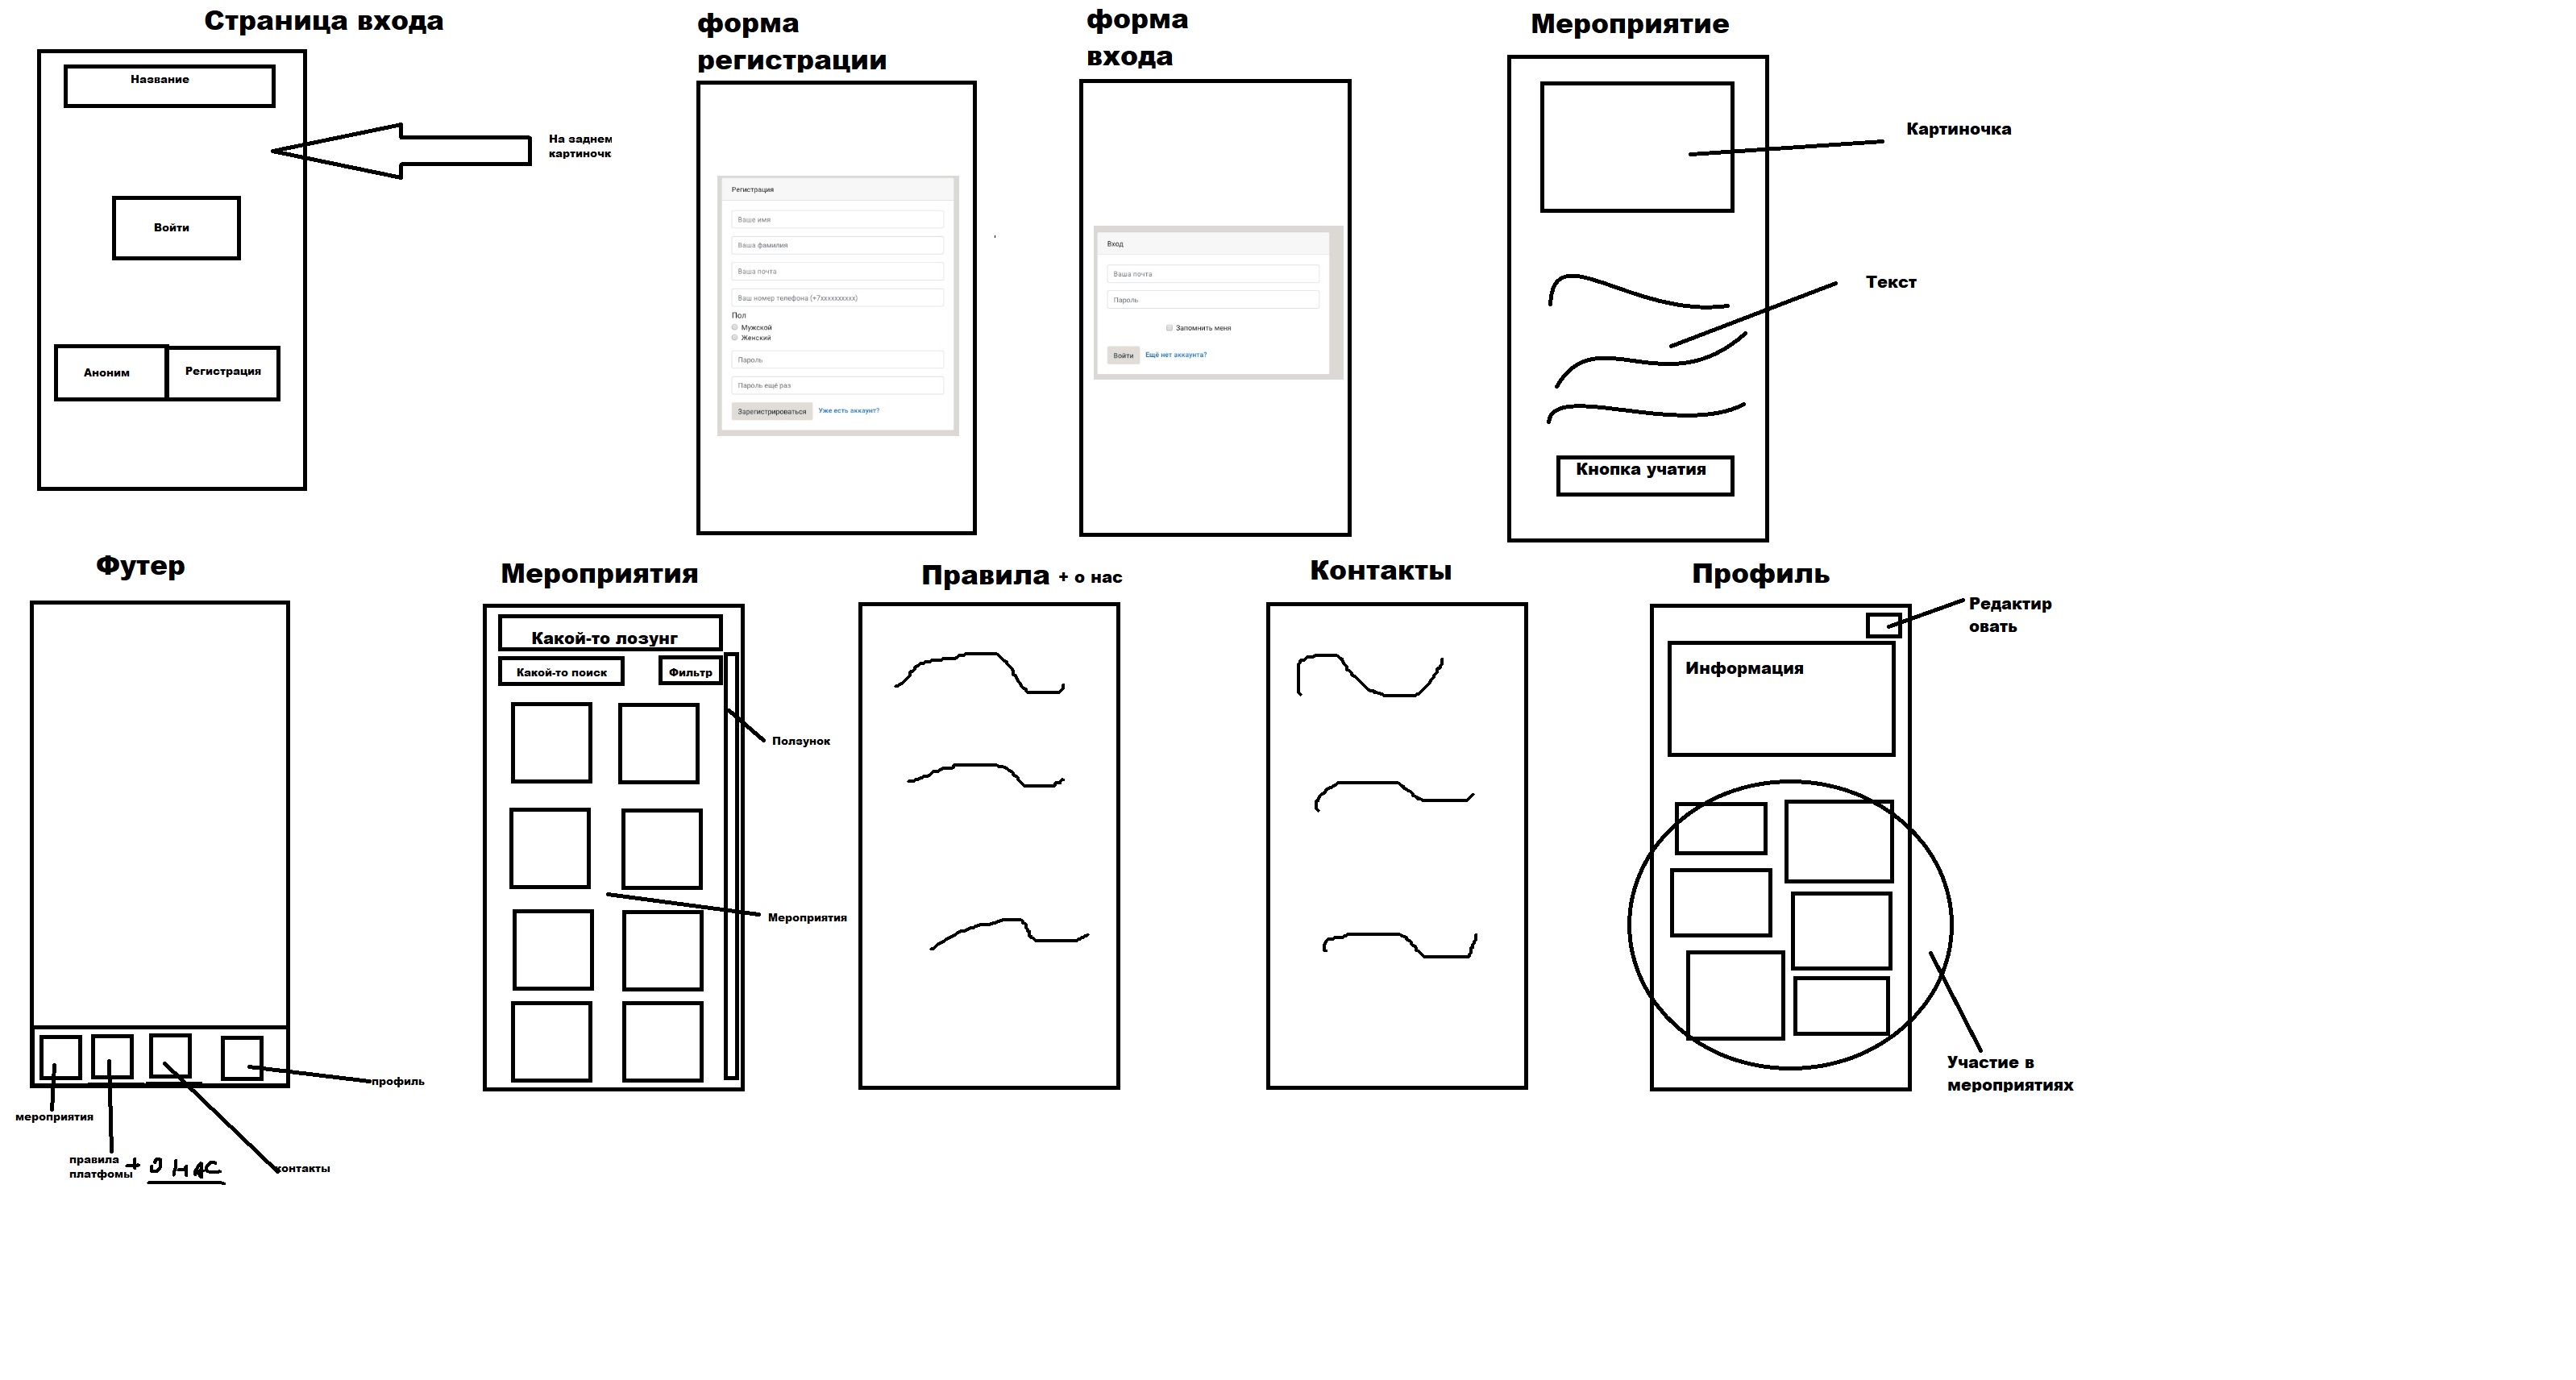 Страница входа
Название
На заднем
картиночк
Войти
Аноним
Регистрация
форма
регистрации
Регистрация
Ваше имя
Ваша фамилия
Ваша почта
Ваш номер телефона (+7xxxxxxxxxx)
Пол
Мужской
Женский
Пароль
Пароль ещё раз
Зарегистрироваться Уже есть аккаунт?
форма
входа
Вход
Ваша почта
Пароль
Запомнить меня
Войти Ещё нет аккаунта?
Мероприятие
Картиночка
Текст
Кнопка учатия
Футер
профиль
мероприятия
правила
платфомы
+ о нас
контакты
Мероприятия
Какой-то лозунг
Какой-то поиск
Фильтр
Ползунок
Мероприятия
Правила + о нас
Контакты
Профиль
Редактир
овать
Информация
Участие в
мероприятиях